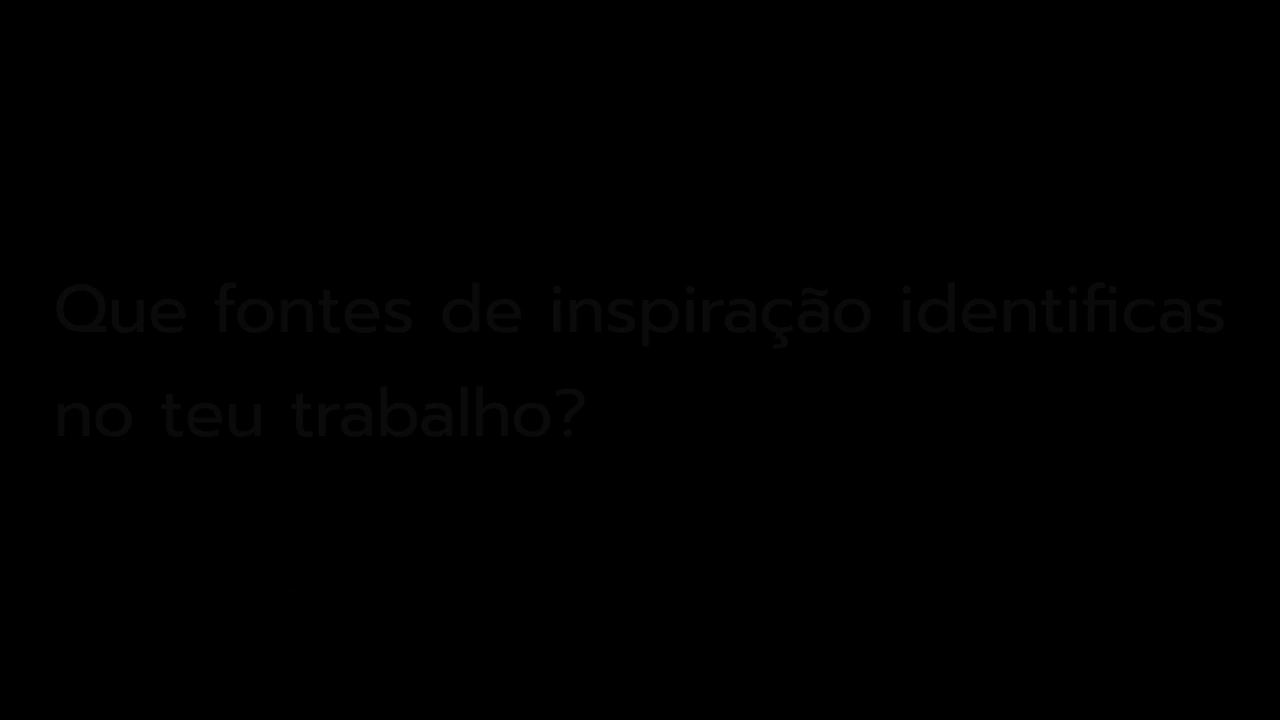 Que fontes de inspiração identificas
no teu trabalho?